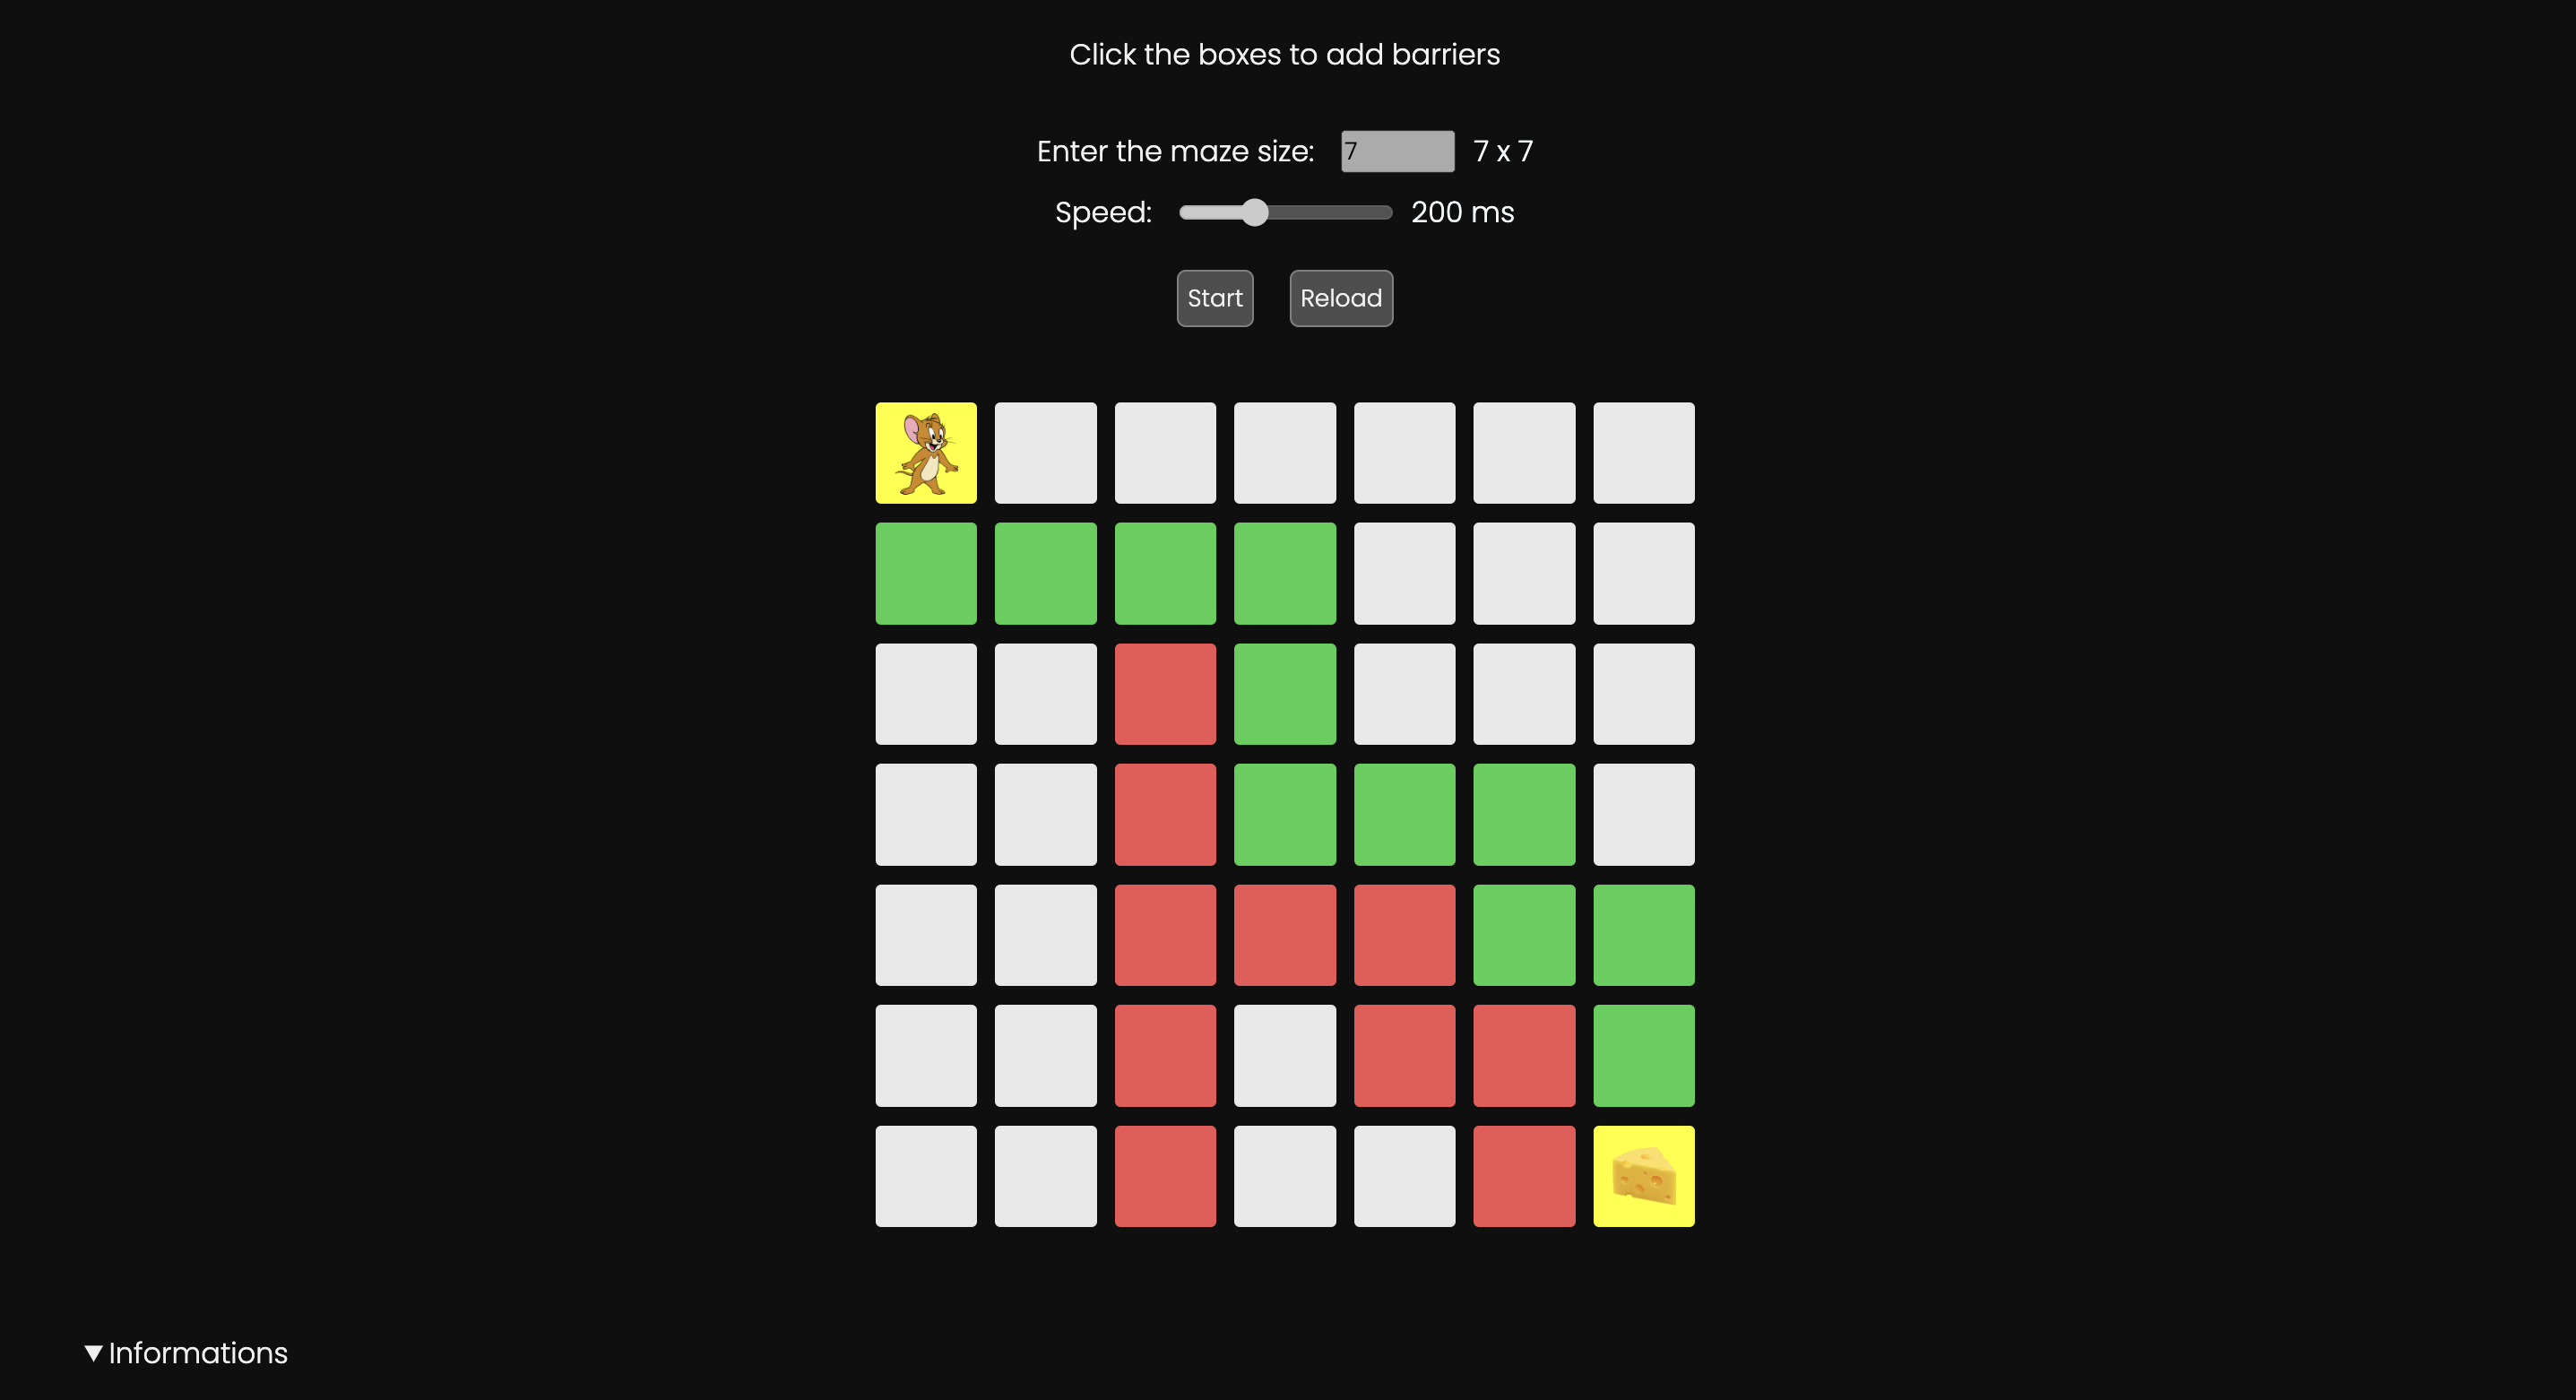 Click the boxes to add barriers
Enter the maze size: 7 7 x 7
Speed: 200 ms
Start Reload
Informations